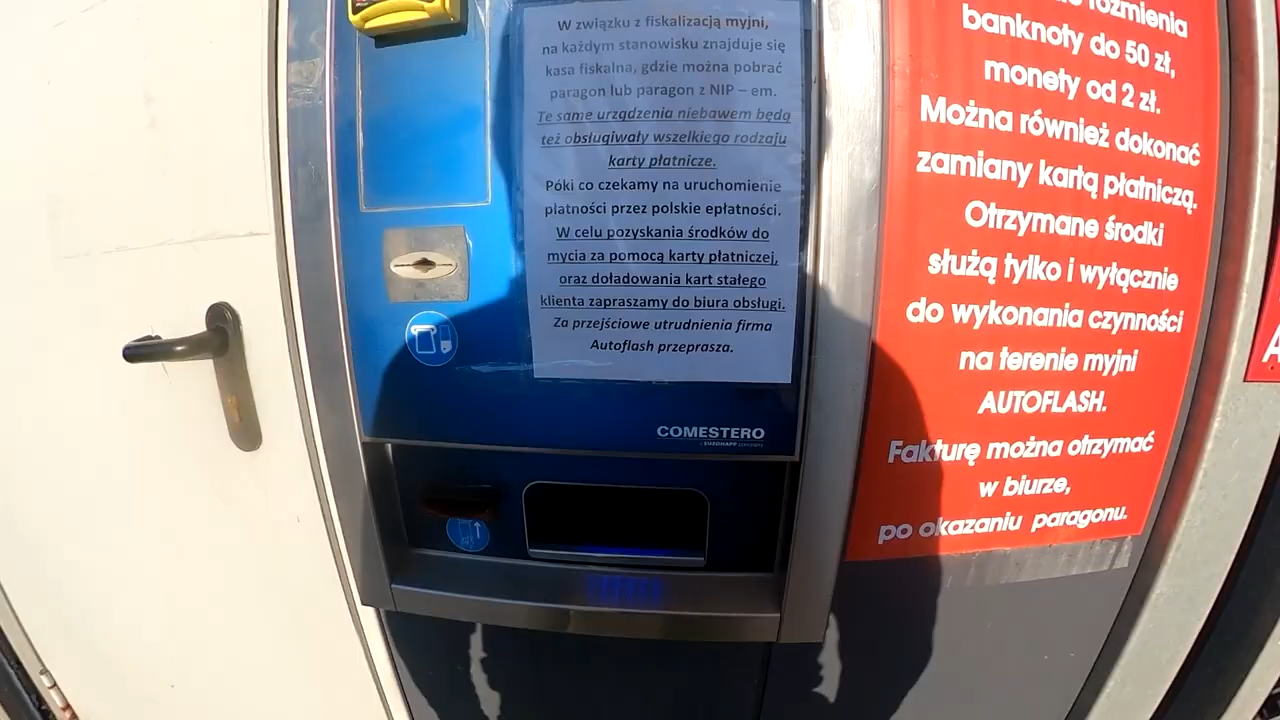 W związku z fiskalizacją myjni,
na każdym stanowisku znajduje się
kasa fiskalna, gdzie można pobrać
paragon lub paragon z NIP – em.
Te same urządzenia niebawem będą
też obsługiwały wszelkiego rodzaju
karty płatnicze.
Póki co czekamy na uruchomienie
płatności przez polskie epłatności.
W celu pozyskania środków do
mycia za pomocą karty płatniczej,
oraz doładowania kart stałego
klienta zapraszamy do biura obsługi.
Za przejściowe utrudnienia firma
Autoflash przeprasza.
COMESTERO
SUZOHAPP company
rozmienia
banknoty do 50 zł,
monety od 2 zł.
Można również dokonać
zamiany kartą płatniczą.
Otrzymane środki
służą tylko i wyłącznie
do wykonania czynności
na terenie myjni
AUTOFLASH.
Fakturę można otrzymać
w biurze,
po okazaniu paragonu.
A